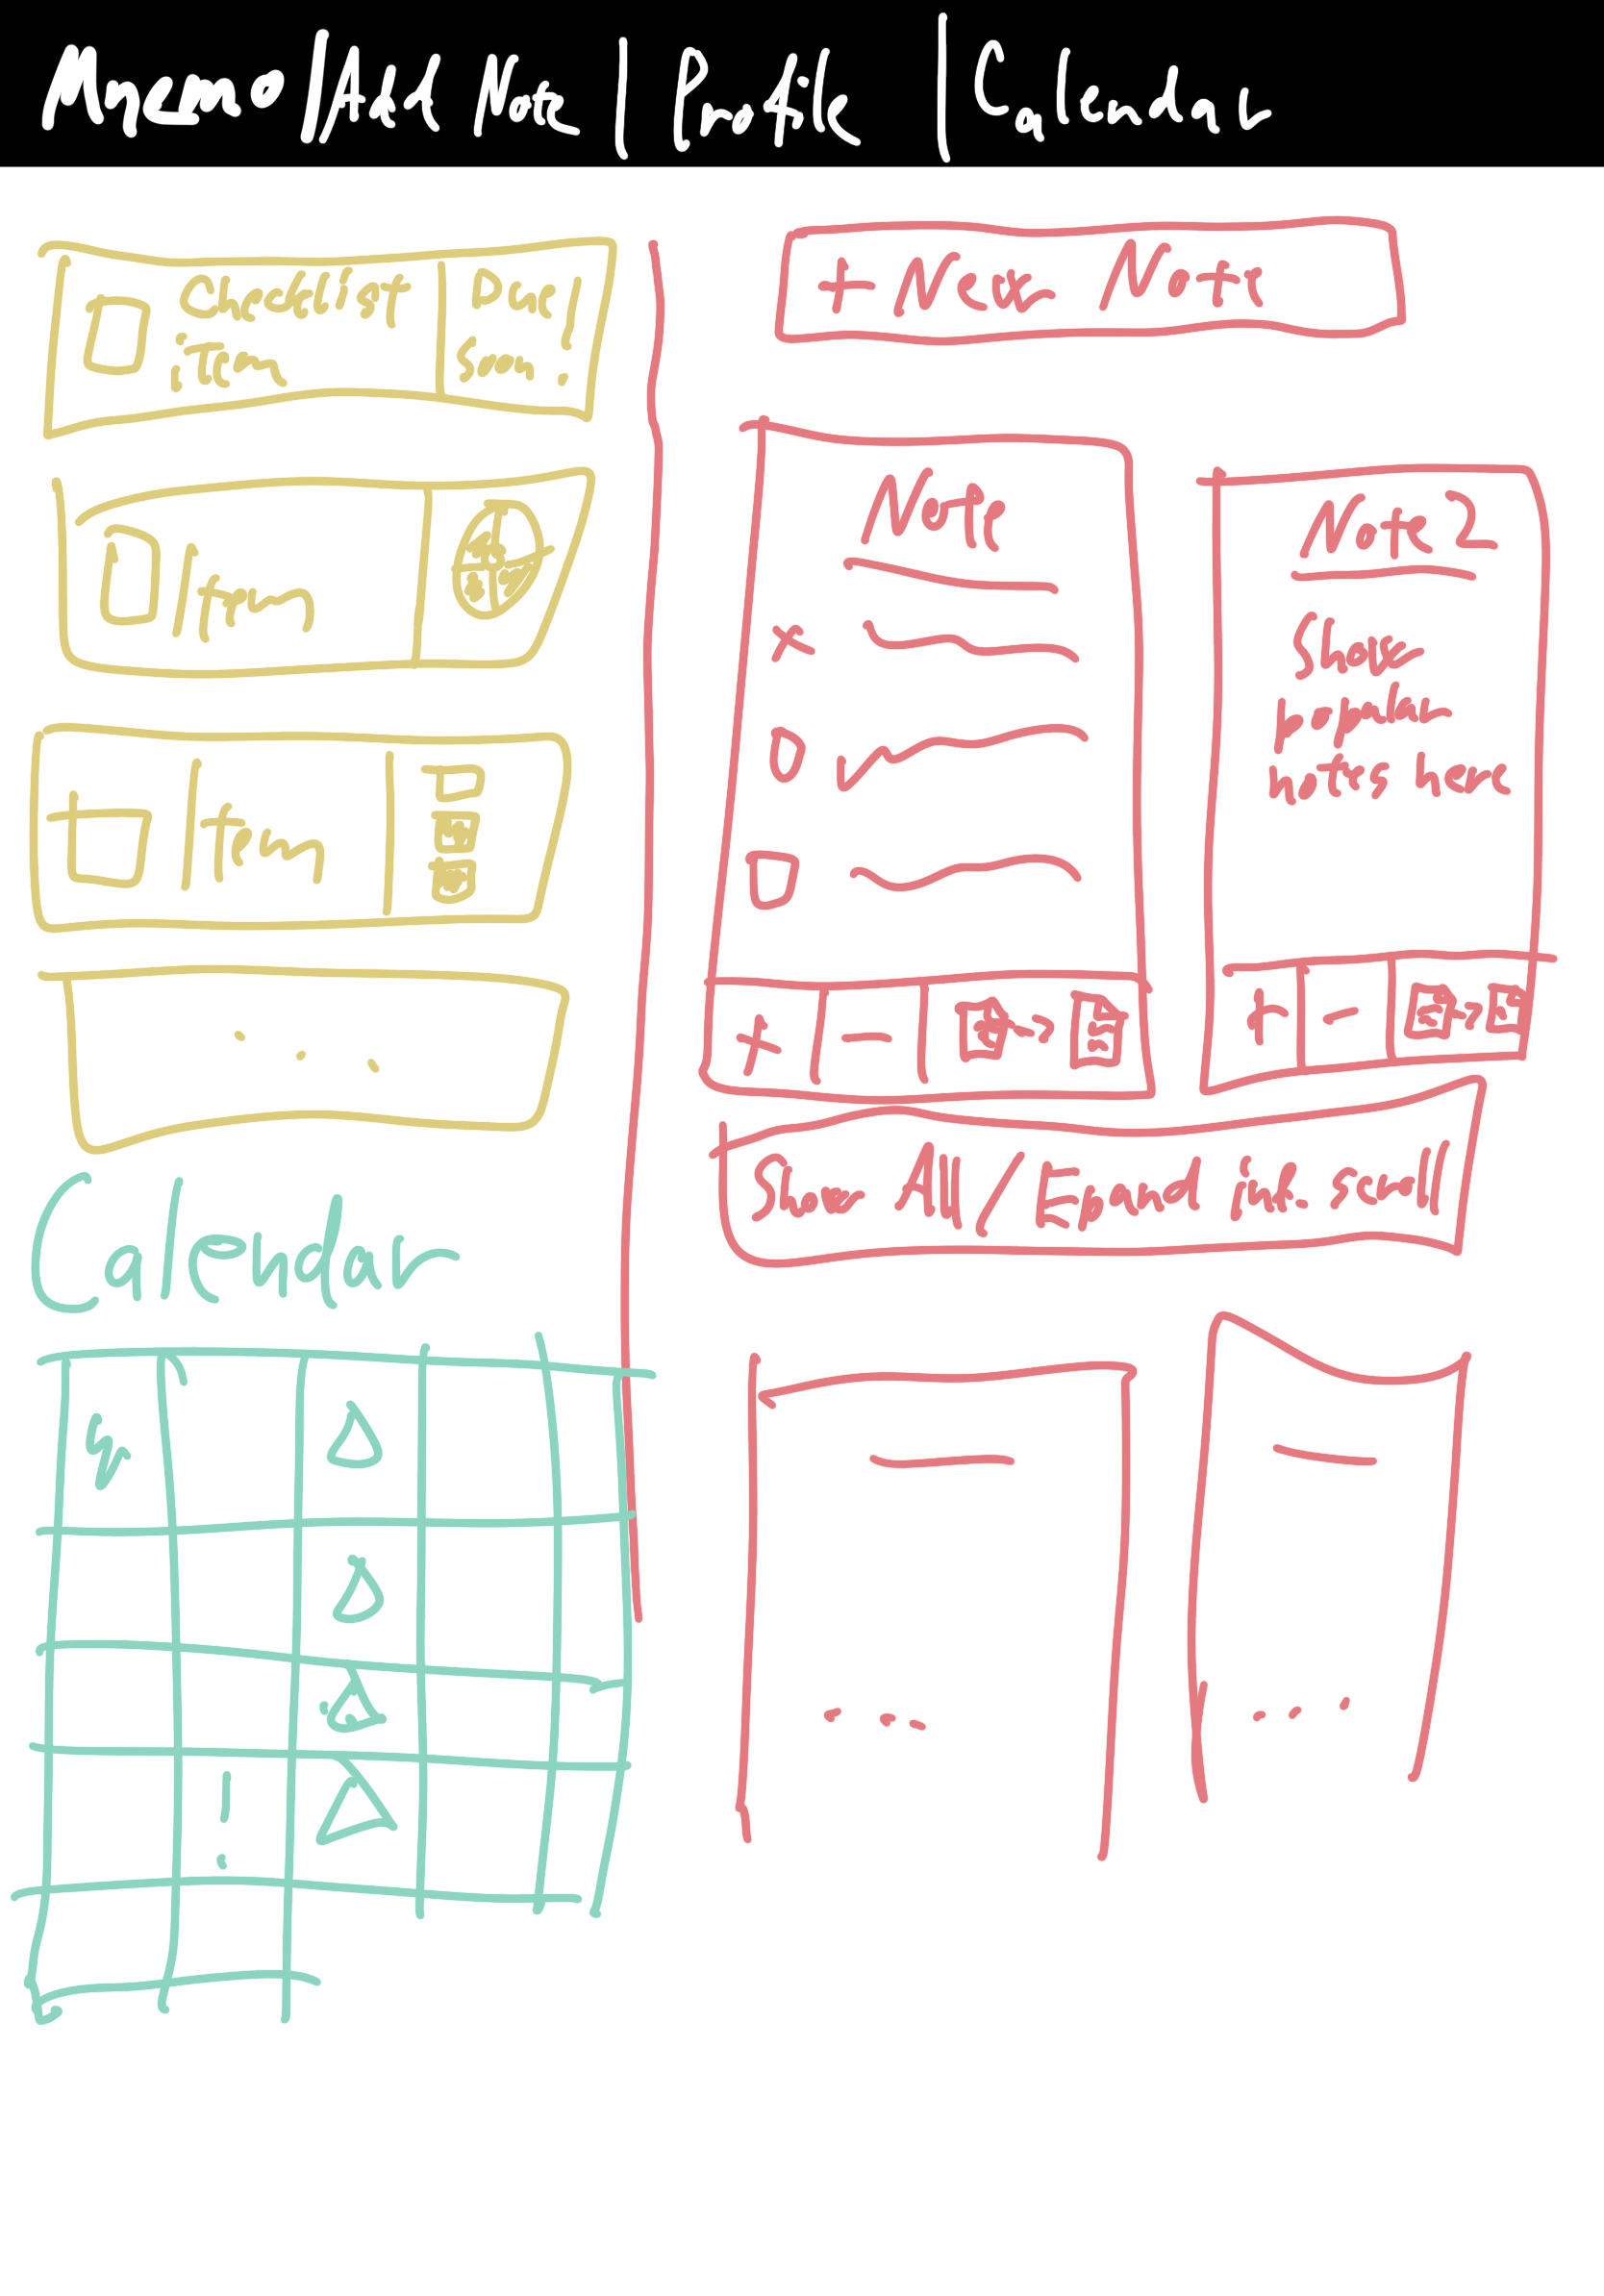 Memo/Add Note | Profile | Calendar
Checklist
item
Due
soon!
Item
Item
Calendar
+ New Note
Note
Note 2
Show
popular
notes here
+ | - | →
+ | - | →
Show All/Expand inf. scroll